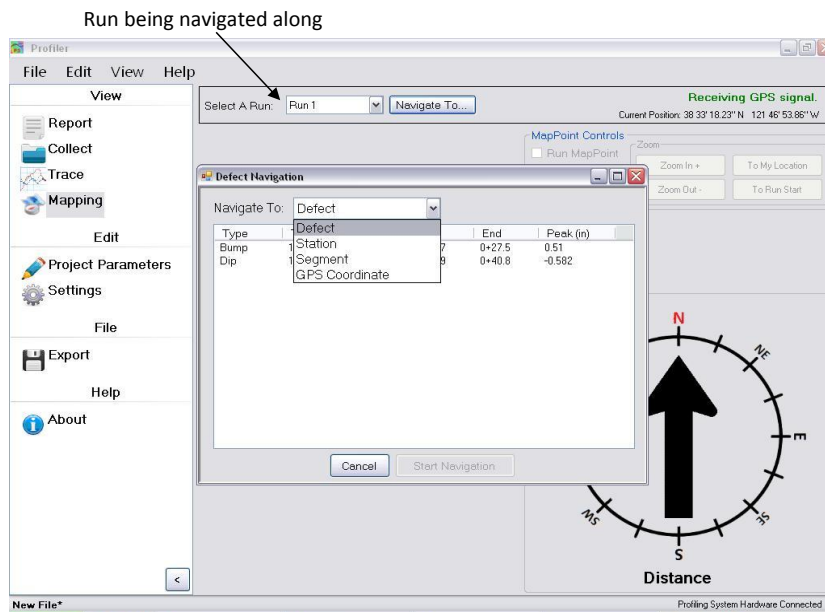 Run being navigated along
Profiler
File Edit View Help
View
Report
Collect
Trace
Mapping
Edit
Project Parameters
Settings
File
Export
Help
About
<
Select A Run: Run 1 Navigate To...
Receiving GPS signal.
Current Position: 38 33' 18.23" N 121 46' 53.86" W
MapPoint Controls
Run MapPoint
Zoom
Zoom In + To My Location
Zoom Out - To Run Start
Defect Navigation
Navigate To: Defect
Defect
Station
Segment
GPS Coordinate
Type End Peak (in)
Bump 1 7 0+27.5 0.51
Dip 1 9 0+40.8 -0.582
Cancel Start Navigation
N
NE
E
SE
S
SW
Distance
New File* Profiling System Hardware Connected